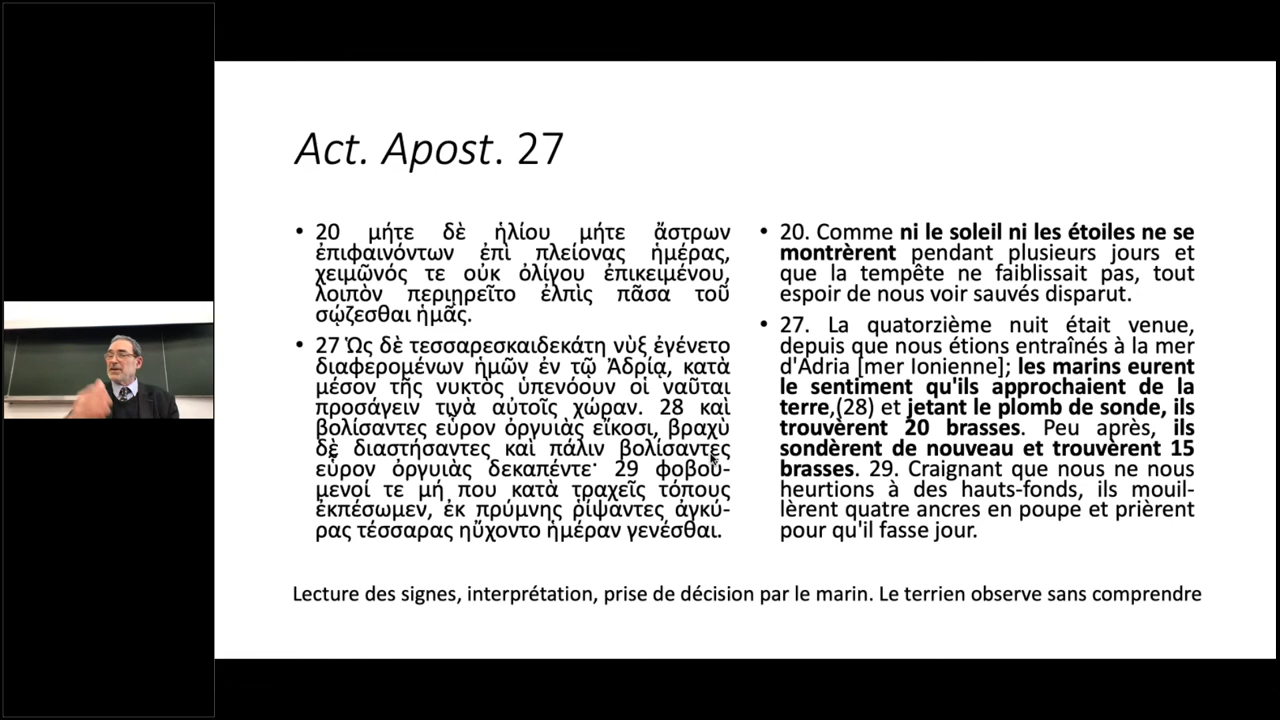 Act. Apost. 27
• 20 μήτε δὲ ἡλίου μήτε ἄστρων
ἐπιφαινόντων ἐπὶ πλείονας ἡμέρας,
χειμῶνός τε οὐκ ὀλίγου ἐπικειμένου,
λοιπὸν περιῃρεῖτο ἐλπὶς πᾶσα τοῦ
σῴζεσθαι ἡμᾶς.
• 27 Ὡς δὲ τεσσαρεσκαιδεκάτη νὺξ ἐγένετο
διαφερομένων ἡμῶν ἐν τῷ Ἀδρίᾳ, κατὰ
μέσον τῆς νυκτὸς ὑπενόουν οἱ ναῦται
προσάγειν τινὰ αὐτοῖς χώραν. 28 καὶ
βολίσαντες εὗρον ὀργυιὰς εἴκοσι, βραχὺ
δὲ διαστήσαντες καὶ πάλιν βολίσαντες
εὗρον ὀργυιὰς δεκαπέντε· 29 φοβού-
μενοί τε μή που κατὰ τραχεῖς τόπους
ἐκπέσωμεν, ἐκ πρύμνης ῥίψαντες ἀγκύ-
ρας τέσσαρας ηὔχοντο ἡμέραν γενέσθαι.
• 20. Comme ni le soleil ni les étoiles ne se
montrèrent pendant plusieurs jours et
que la tempête ne faiblissait pas, tout
espoir de nous voir sauvés disparut.
• 27. La quatorzième nuit était venue,
depuis que nous étions entraînés à la mer
d'Adria [mer Ionienne]; les marins eurent
le sentiment qu'ils approchaient de la
terre,(28) et jetant le plomb de sonde, ils
trouvèrent 20 brasses. Peu après, ils
sondèrent de nouveau et trouvèrent 15
brasses. 29. Craignant que nous ne nous
heurtions à des hauts-fonds, ils mouil-
lèrent quatre ancres en poupe et prièrent
pour qu'il fasse jour.
Lecture des signes, interprétation, prise de décision par le marin. Le terrien observe sans comprendre